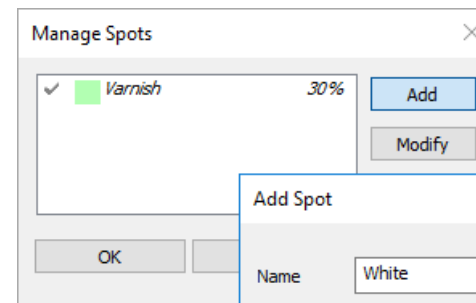 Manage Spots
Varnish 30%
Add
Modify
Add Spot
OK
Name White